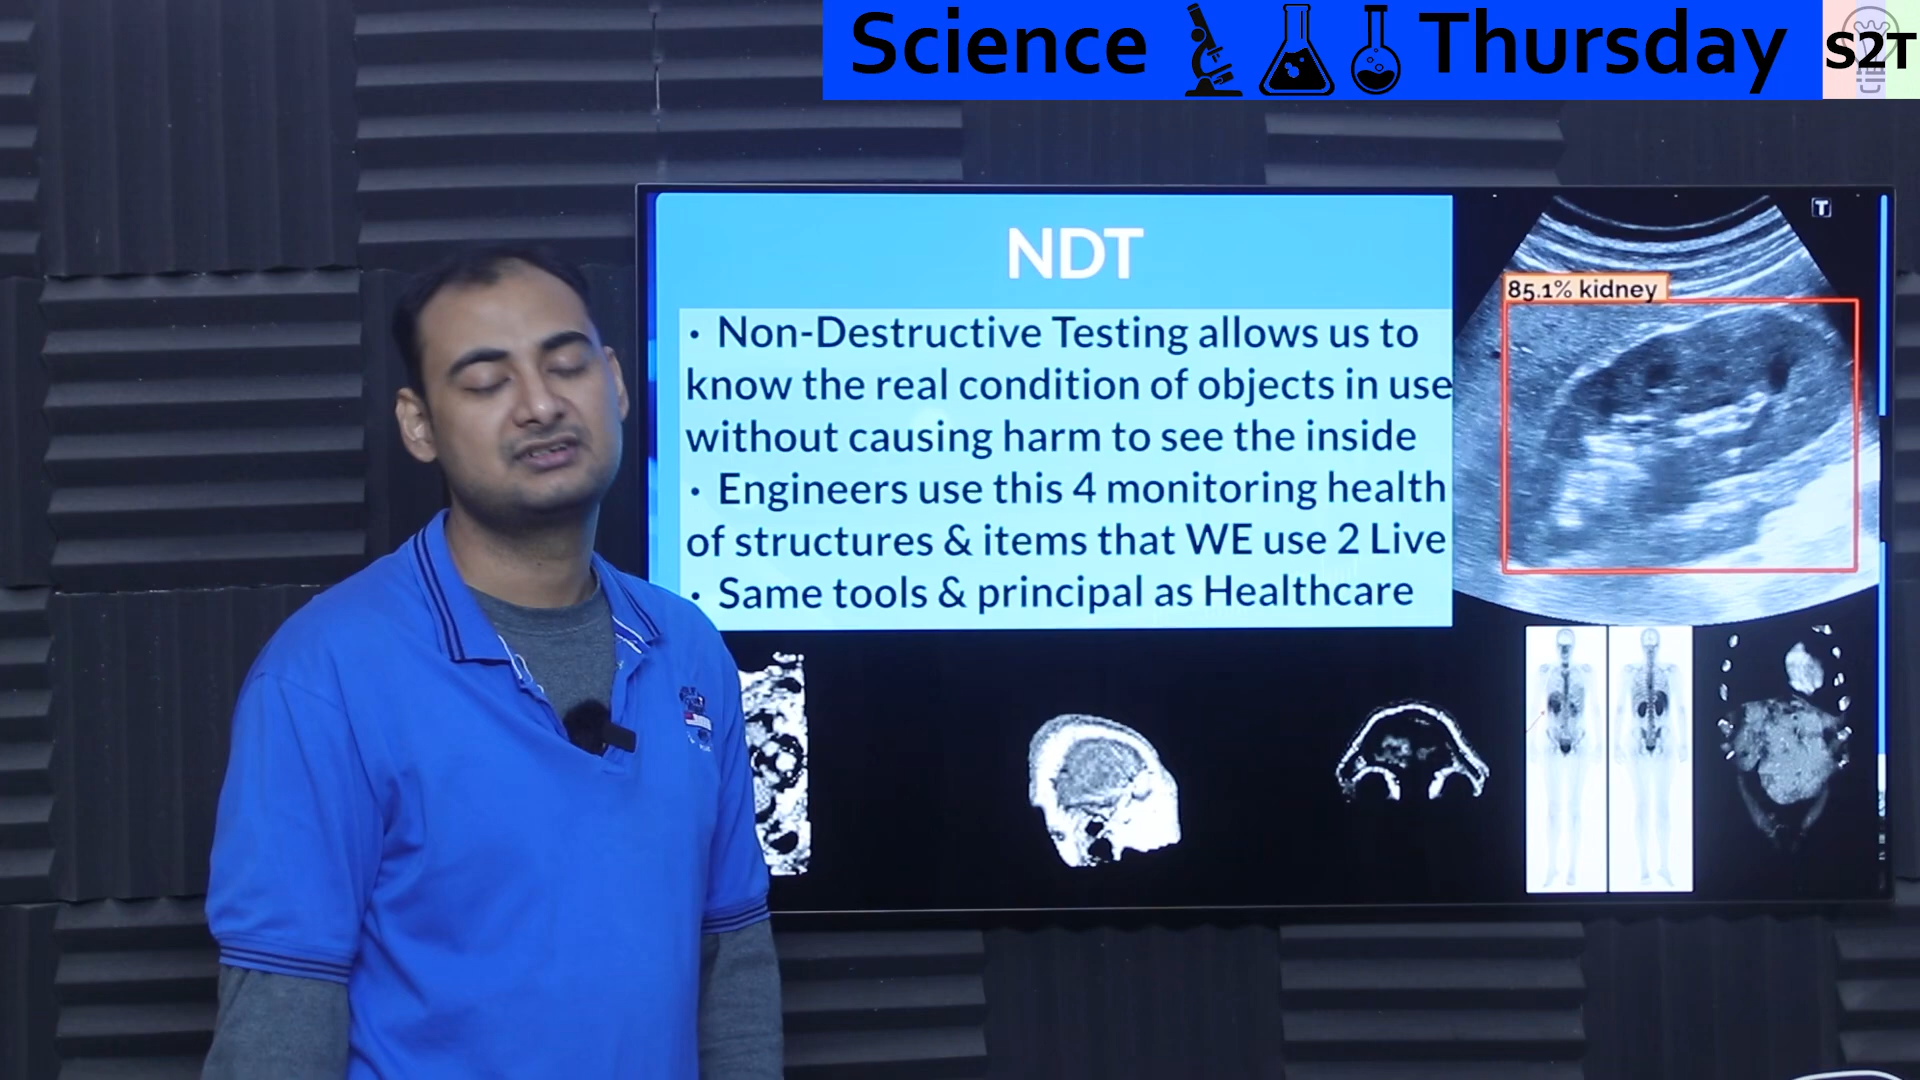 Science Thursday
S2T
NDT
T
85.1% kidney
• Non-Destructive Testing allows us to
know the real condition of objects in use
without causing harm to see the inside
• Engineers use this 4 monitoring health
of structures & items that WE use 2 Live
• Same tools & principal as Healthcare